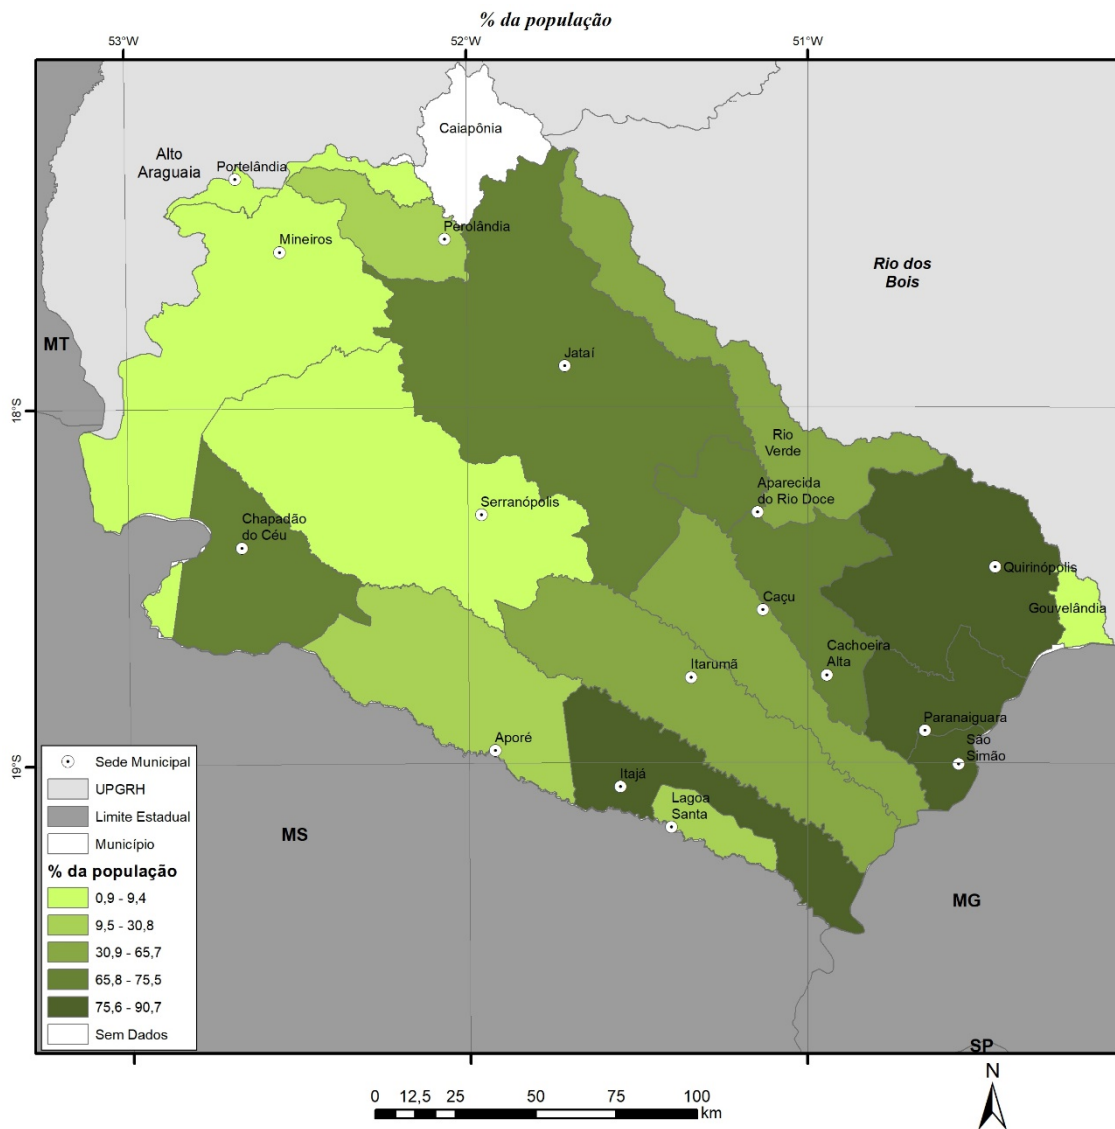 % da população
53°W
52°W
51°W
Caiapônia
Alto
Araguaia
Portelândia
Perolândia
Mineiros
Rio dos
Bois
MT
Jataí
18°S
Rio
Verde
Aparecida
do Rio Doce
Serranópolis
Chapadão
do Céu
Quirinópolis
Caçu
Gouvelândia
Cachoeira
Alta
Itarumã
Paranaiguara
São
Simão
Aporé
19°S
Itajá
Lagoa
Santa
MS
MG
SP
Sede Municipal
UPGRH
Limite Estadual
Município
% da população
0,9 - 9,4
9,5 - 30,8
30,9 - 65,7
65,8 - 75,5
75,6 - 90,7
Sem Dados
N
0 12,5 25 50 75 100
km